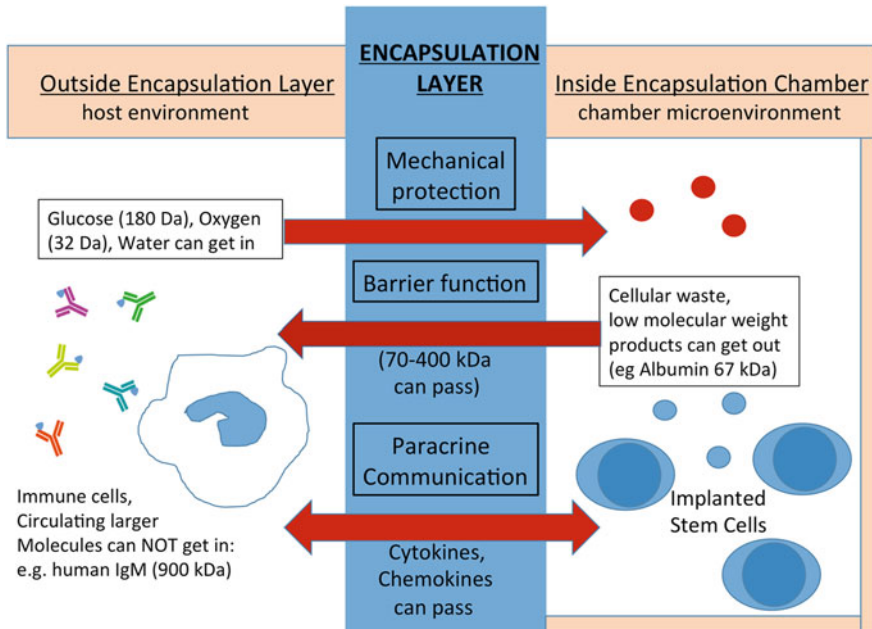 Outside Encapsulation Layer
host environment
ENCAPSULATION
LAYER
Inside Encapsulation Chamber
chamber microenvironment
Mechanical
protection
Glucose (180 Da), Oxygen
(32 Da), Water can get in
Barrier function
Cellular waste,
low molecular weight
products can get out
(eg Albumin 67 kDa)
(70-400 kDa
can pass)
Paracrine
Communication
Immune cells,
Circulating larger
Molecules can NOT get in:
e.g. human IgM (900 kDa)
Implanted
Stem Cells
Cytokines,
Chemokines
can pass